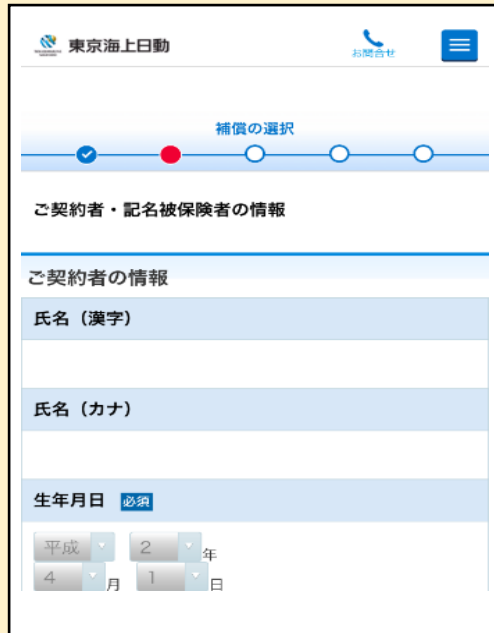 東京海上日動
お問合せ
補償の選択
ご契約者・記名被保険者の情報
ご契約者の情報
氏名（漢字）
氏名（カナ）
生年月日 必須
平成 2 年
4 月 1 日